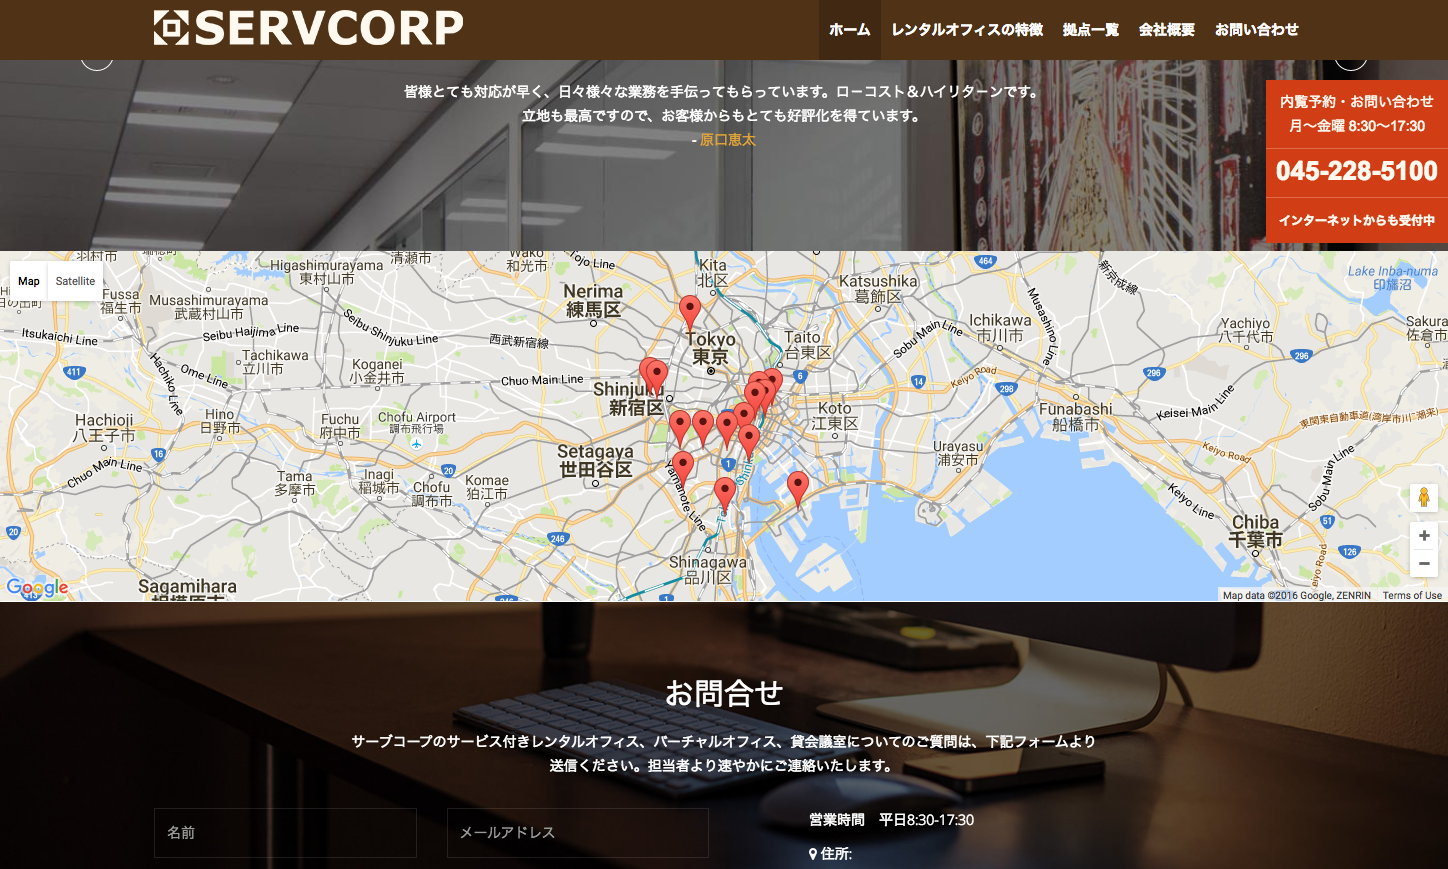 SERVCORP
ホーム
レンタルオフィスの特徴
拠点一覧
会社概要
お問い合わせ
皆様とても対応が早く、日々様々な業務を手伝ってもらっています。ローコスト＆ハイリターンです。
立地も最高ですので、お客様からもとても好評化を得ています。
- 原口恵太
内覧予約・お問い合わせ
月〜金曜 8:30〜17:30
045-228-5100
インターネットからも受付中
Map
Satellite
Fussa
福生市
Musashimurayama
武蔵村山市
Higashimurayama
東村山市
清瀬市
和光市
Nerima
練馬区
Kita
北区
Katsushika
葛飾区
464
新京成線
Lake Inba-numa
印旛沼
Itsukaichi Line
Seibu Haijima Line
Seibu Shinjuku Line
西武新宿線
Tokyo
東京
Taito
台東区
Ichikawa
市川市
Musashino Line
Yachiyo
八千代市
Sakura
佐倉市
Sobu Main Line
Tachikawa
立川市
Koganei
小金井市
Chuo Main Line
411
Ome Line
Hachiko Line
新宿区
6
14
Keiyo Road
298
296
296
Hachioji
八王子市
Hino
日野市
Fuchu
府中市
Chofu Airport
調布飛行場
Koto
江東区
Funabashi
船橋市
Keisei Main Line
16
Chuo Main Line
Tama
多摩市
Inagi
稲城市
20
Chofu
調布市
Komae
狛江市
Setagaya
世田谷区
1
Urayasu
浦安市
Keiyo Road
Sobu Main Line
Yamanote Line
Keiyo Line
20
246
Shinagawa
品川区
Chiba
千葉市
51
126
Keiyo Road
Sagamihara
1
246
Google
Map data ©2016 Google, ZENRIN
Terms of Use
お問合せ
サーブコープのサービス付きレンタルオフィス、バーチャルオフィス、貸会議室についてのご質問は、下記フォームより
送信ください。担当者より速やかにご連絡いたします。
名前
メールアドレス
営業時間　平日8:30-17:30
住所: